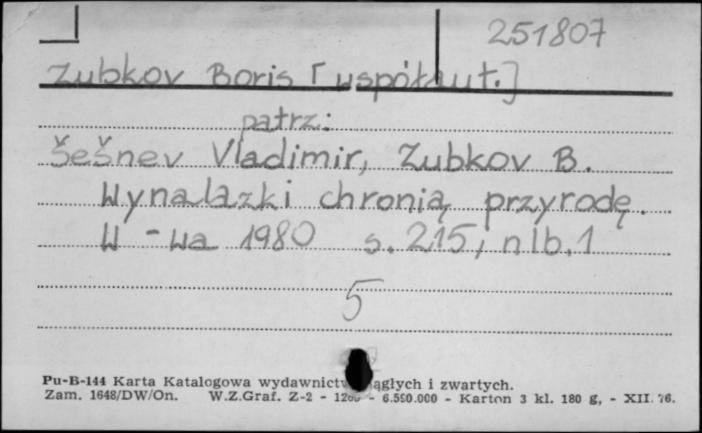 251807
Zubkov Boris [współaut.]
patrz:
Šešnev Vladimir, Zubkov B.
Wynalazki chronią przyrodę.
W-wa 1980 s. 215, nlb. 1
5
Pu-B-144 Karta Katalogowa wydawnictw ciągłych i zwartych.
Zam. 1648/DW/On. W.Z.Graf. Z-2 - - 6.590.000 - Karton 3 kl. 180 g, - XII. 76.